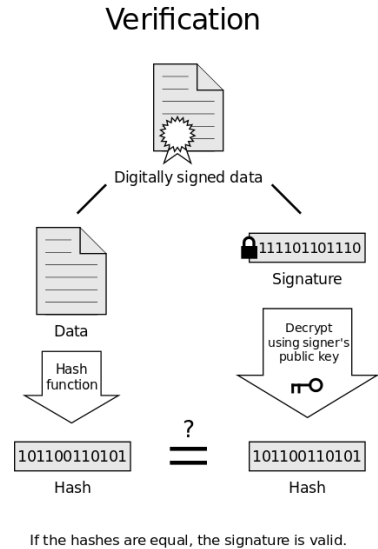 Verification
Digitally signed data
111101101110
Signature
Data
Hash
function
Decrypt
using signer's
public key
?
101100110101
=
101100110101
Hash
Hash
If the hashes are equal, the signature is valid.